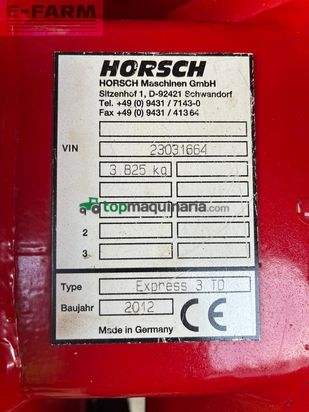 E-FARM
HORSCH
HORSCH Maschinen GmbH
Sitzenhof 1, D-92421 Schwandorf
Tel. +49 (0) 9431 / 7143-0
Fax +49 (0) 9431 / 41364
VIN 23031664
3.825 kg
topmaquinaria.com
2
3
Type Express 3 TD
Baujahr 2012 CE
Made in Germany